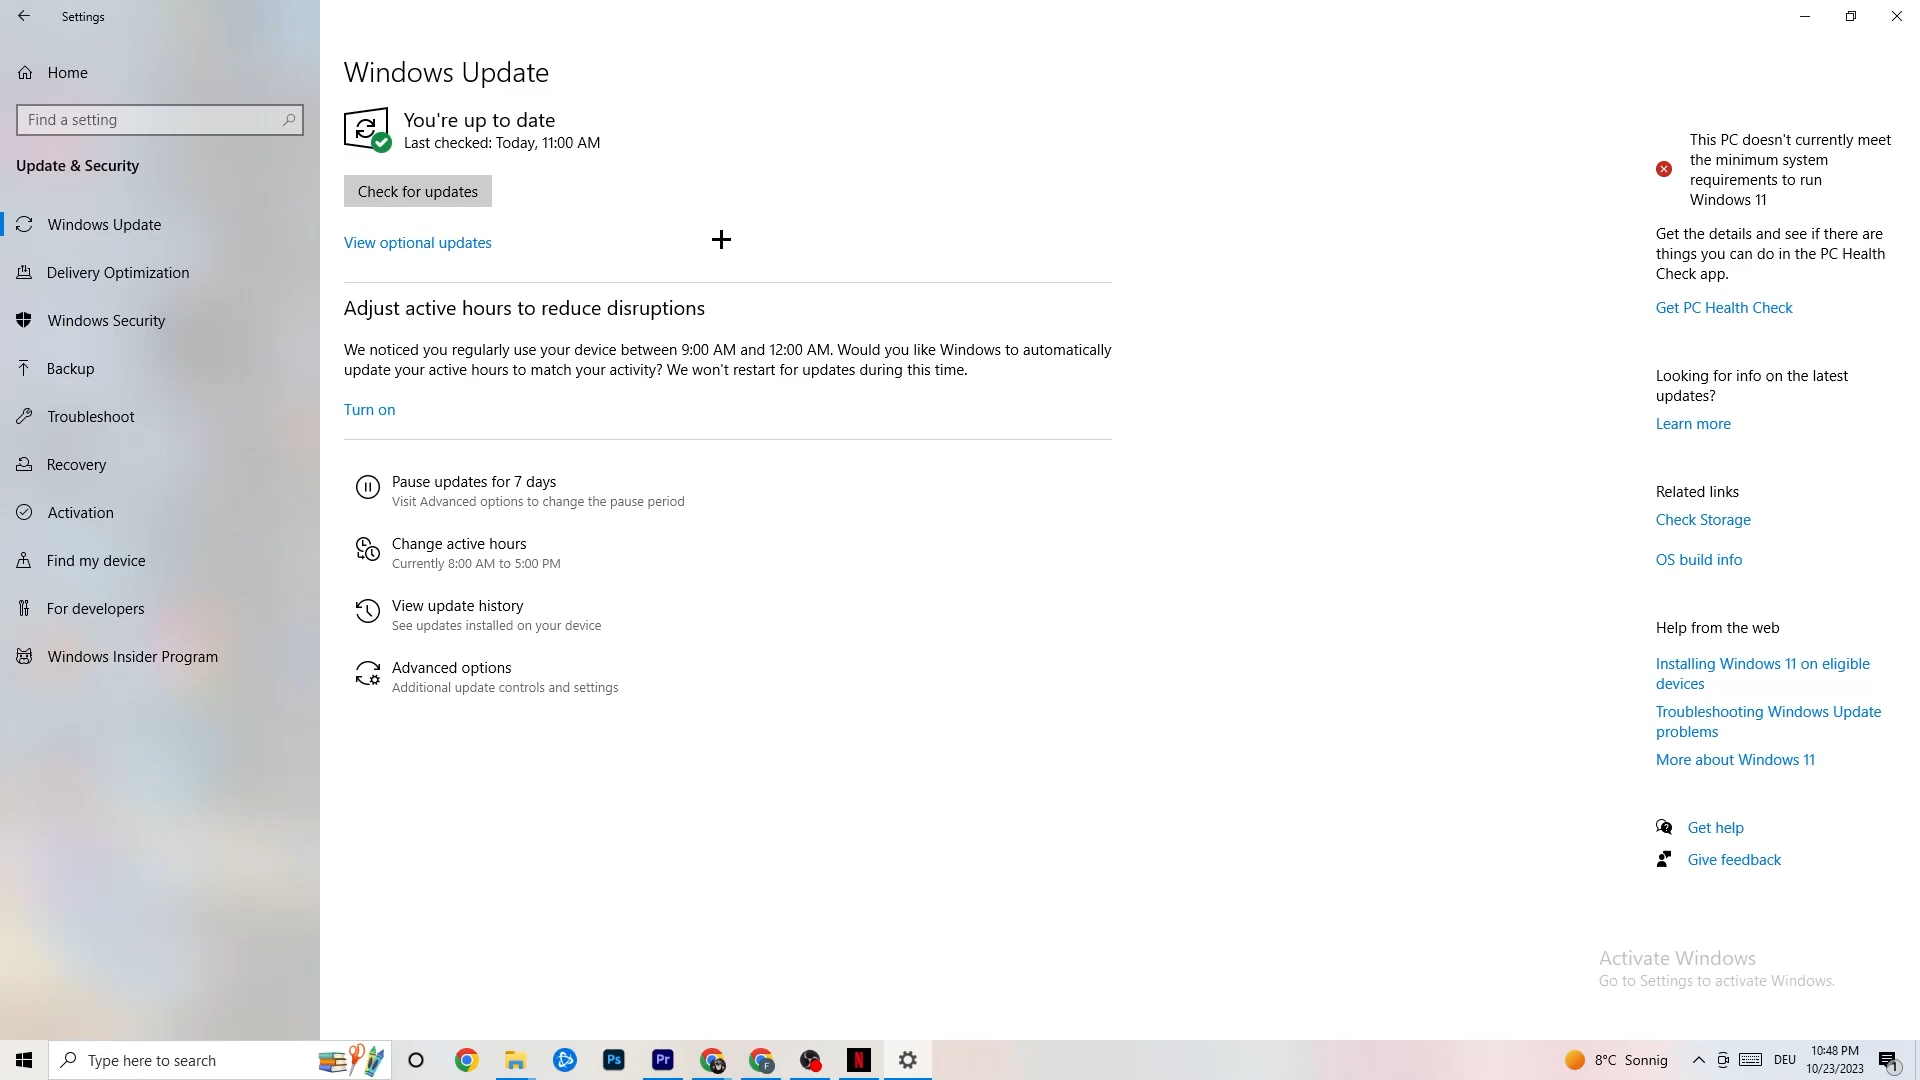 Settings
Home
Find a setting
Update & Security
Windows Update
Delivery Optimization
Windows Security
Backup
Troubleshoot
Recovery
Activation
Find my device
For developers
Windows Insider Program
Windows Update
You're up to date
Last checked: Today, 11:00 AM
Check for updates
View optional updates
Adjust active hours to reduce disruptions
We noticed you regularly use your device between 9:00 AM and 12:00 AM. Would you like Windows to automatically
update your active hours to match your activity? We won't restart for updates during this time.
Turn on
Pause updates for 7 days
Visit Advanced options to change the pause period
Change active hours
Currently 8:00 AM to 5:00 PM
View update history
See updates installed on your device
Advanced options
Additional update controls and settings
This PC doesn't currently meet
the minimum system
requirements to run
Windows 11
Get the details and see if there are
things you can do in the PC Health
Check app.
Get PC Health Check
Looking for info on the latest
updates?
Learn more
Related links
Check Storage
OS build info
Help from the web
Installing Windows 11 on eligible
devices
Troubleshooting Windows Update
problems
More about Windows 11
Get help
Give feedback
Activate Windows
Go to Settings to activate Windows.
Type here to search
Ps
Pr
F
N
8°C Sonnig
DEU
10:48 PM
10/23/2023
1